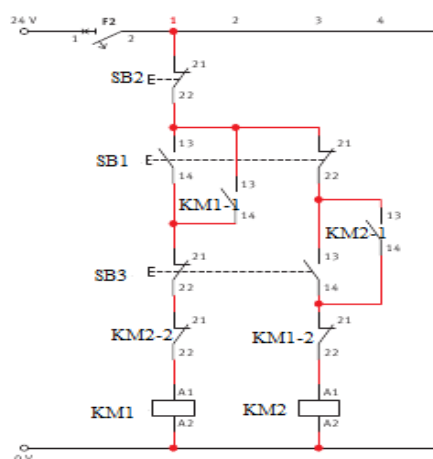 24 V F2 1 2 3 4
1 2
21
SB2 E
22
13 21
SB1 E
14 22
13
KM1-1
14
13
KM2-1
14
21 13
SB3 E
22 14
21 21
KM2-2 KM1-2
22 22
A1 A1
KM1 KM2
A2 A2